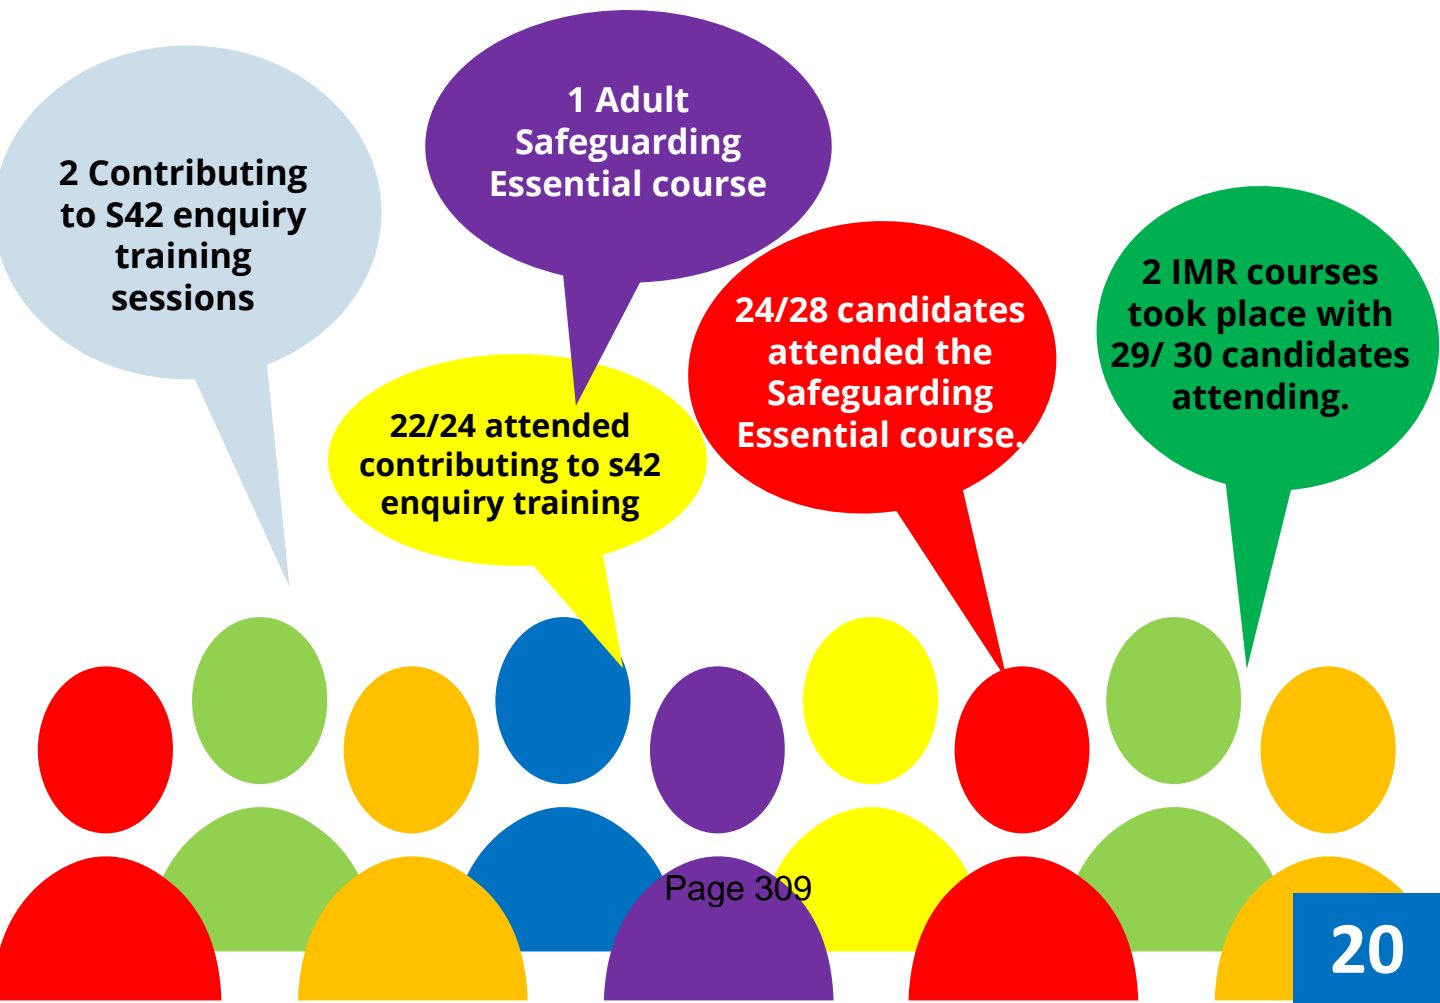 2 Contributing
to S42 enquiry
training
sessions
1 Adult
Safeguarding
Essential course
22/24 attended
contributing to s42
enquiry training
24/28 candidates
attended the
Safeguarding
Essential course.
2 IMR courses
took place with
29/ 30 candidates
attending.
Page 309
20